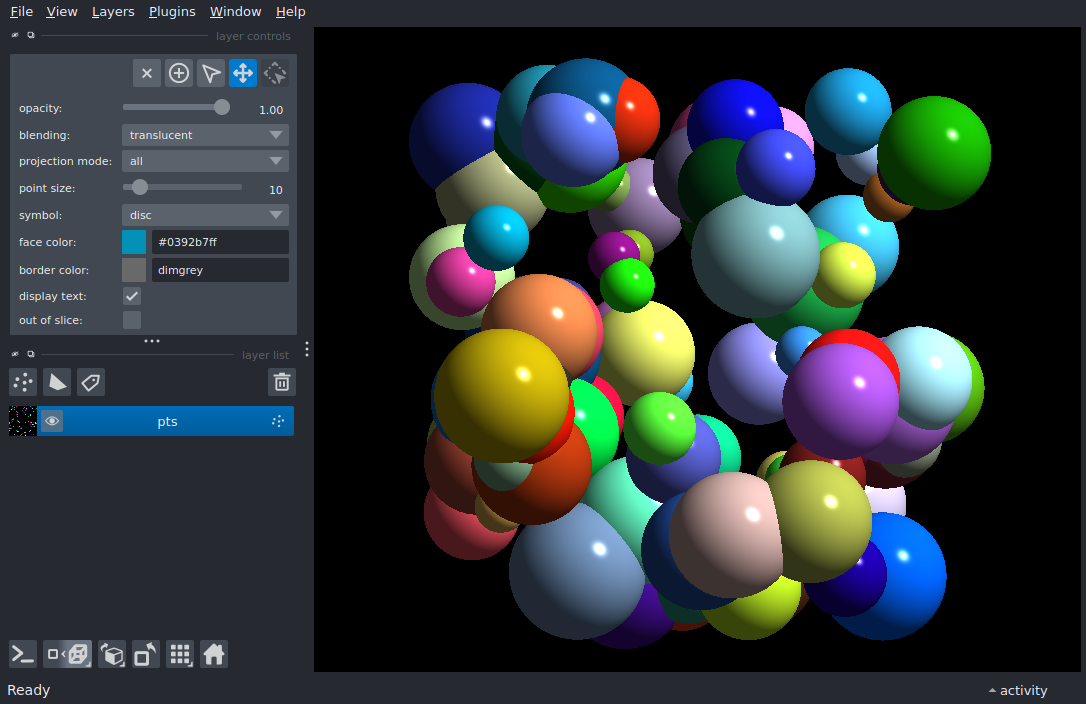 File View Layers Plugins Window Help
layer controls
opacity: 1.00
blending: translucent
projection mode: all
point size: 10
symbol: disc
face color: #0392b7ff
border color: dimgrey
display text:
out of slice:
layer list
pts
Ready activity